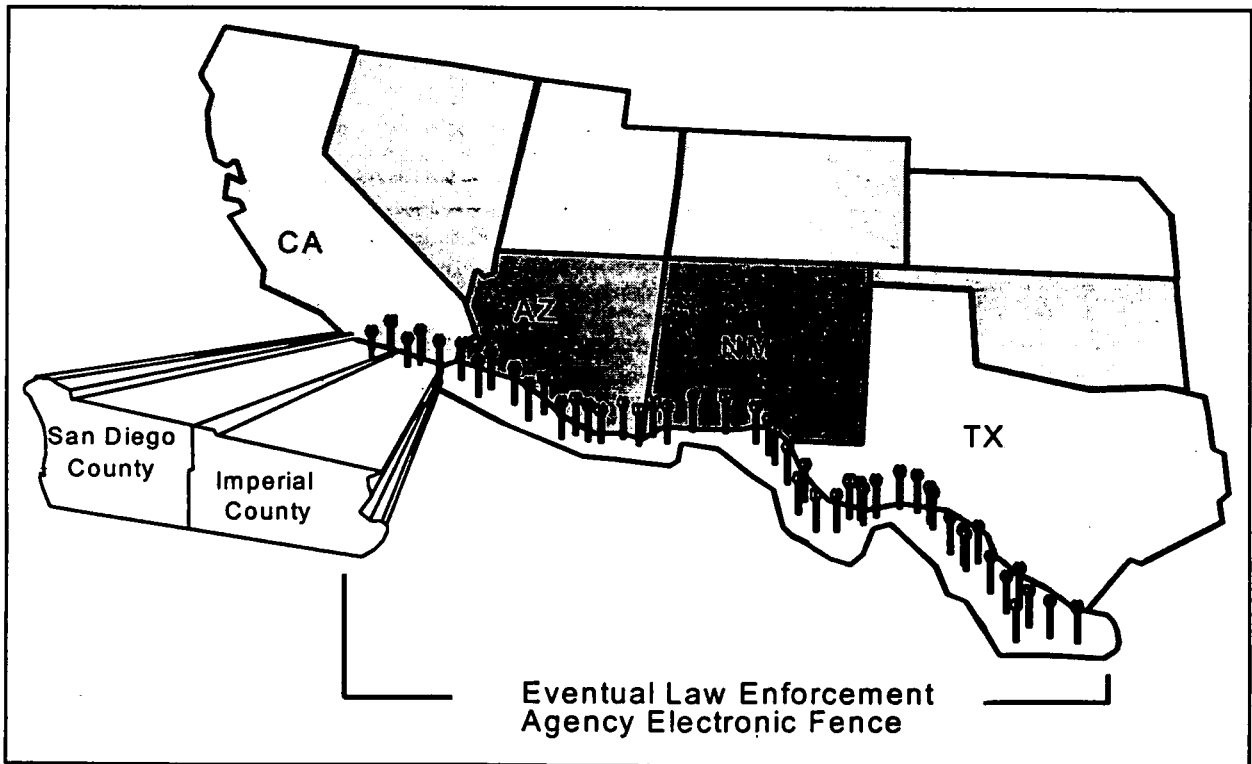 CA
AZ
NM
TX
San Diego
County
Imperial
County
Eventual Law Enforcement
Agency Electronic Fence